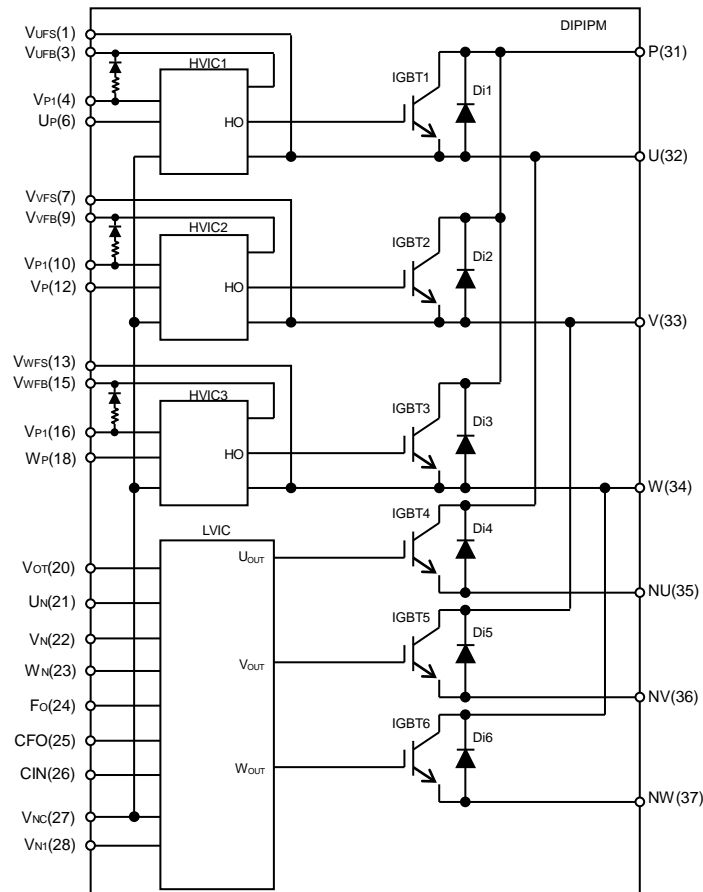 DIPIPM
VUFS(1)
VUFB(3)
HVIC1
VP1(4)
UP(6)
HO
IGBT1
Di1
P(31)
U(32)
VVFS(7)
VVFB(9)
HVIC2
VP1(10)
VP(12)
HO
IGBT2
Di2
V(33)
VWFS(13)
VWFB(15)
HVIC3
VP1(16)
WP(18)
HO
IGBT3
Di3
W(34)
LVIC
VOT(20)
UN(21)
VN(22)
WN(23)
FO(24)
CFO(25)
CIN(26)
VNC(27)
VN1(28)
UOUT
VOUT
WOUT
IGBT4
Di4
NU(35)
IGBT5
Di5
NV(36)
IGBT6
Di6
NW(37)